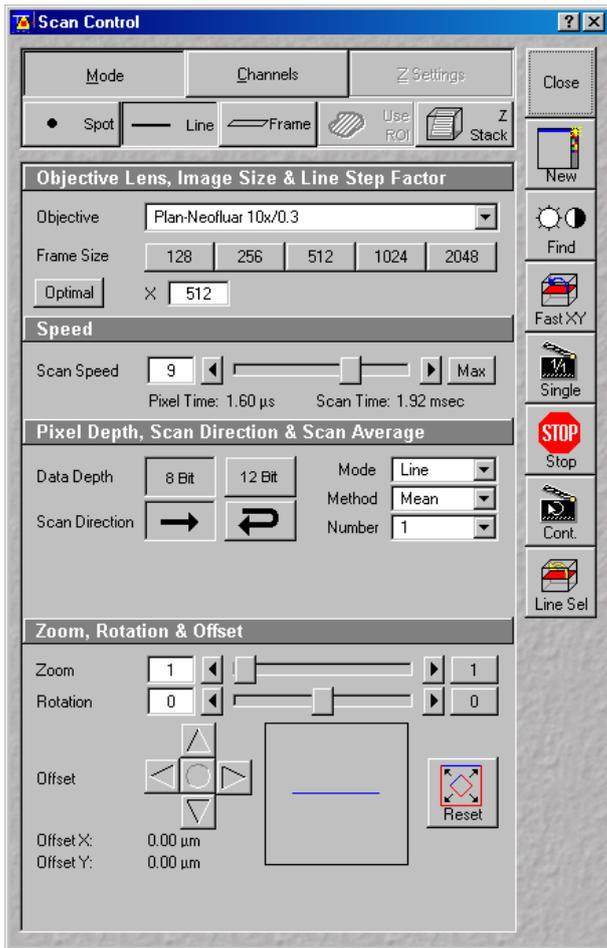 Scan Control
Mode Channels Z Settings Close
Spot Line Frame Use ROI Z Stack
New
Objective Lens, Image Size & Line Step Factor
Objective Plan-Neofluar 10x/0.3
Find
Frame Size 128 256 512 1024 2048
Optimal X 512
Fast XY
Speed
Scan Speed 9 Max
1/1
Single
Pixel Time: 1.60 µs Scan Time: 1.92 msec
Pixel Depth, Scan Direction & Scan Average
STOP
Stop
Data Depth 8 Bit 12 Bit Mode Line
Method Mean
Scan Direction Number 1
Cont.
Line Sel
Zoom, Rotation & Offset
Zoom 1 1
Rotation 0 0
Offset
Reset
Offset X: 0.00 µm
Offset Y: 0.00 µm